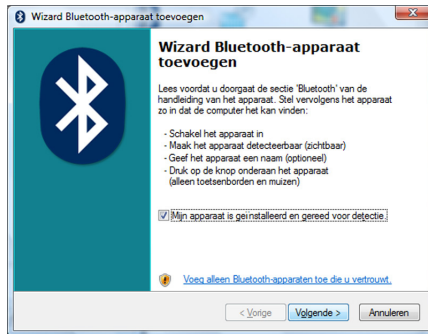 Wizard Bluetooth-apparaat toevoegen
Wizard Bluetooth-apparaat
toevoegen
Lees voordat u doorgaat de sectie 'Bluetooth' van de
handleiding van het apparaat. Stel vervolgens het apparaat
zo in dat de computer het kan vinden:
- Schakel het apparaat in
- Maak het apparaat detecteerbaar (zichtbaar)
- Geef het apparaat een naam (optioneel)
- Druk op de knop onderaan het apparaat
(alleen toetsenborden en muizen)
Mijn apparaat is geïnstalleerd en gereed voor detectie.
Voeg alleen Bluetooth-apparaten toe die u vertrouwt.
< Vorige Volgende > Annuleren